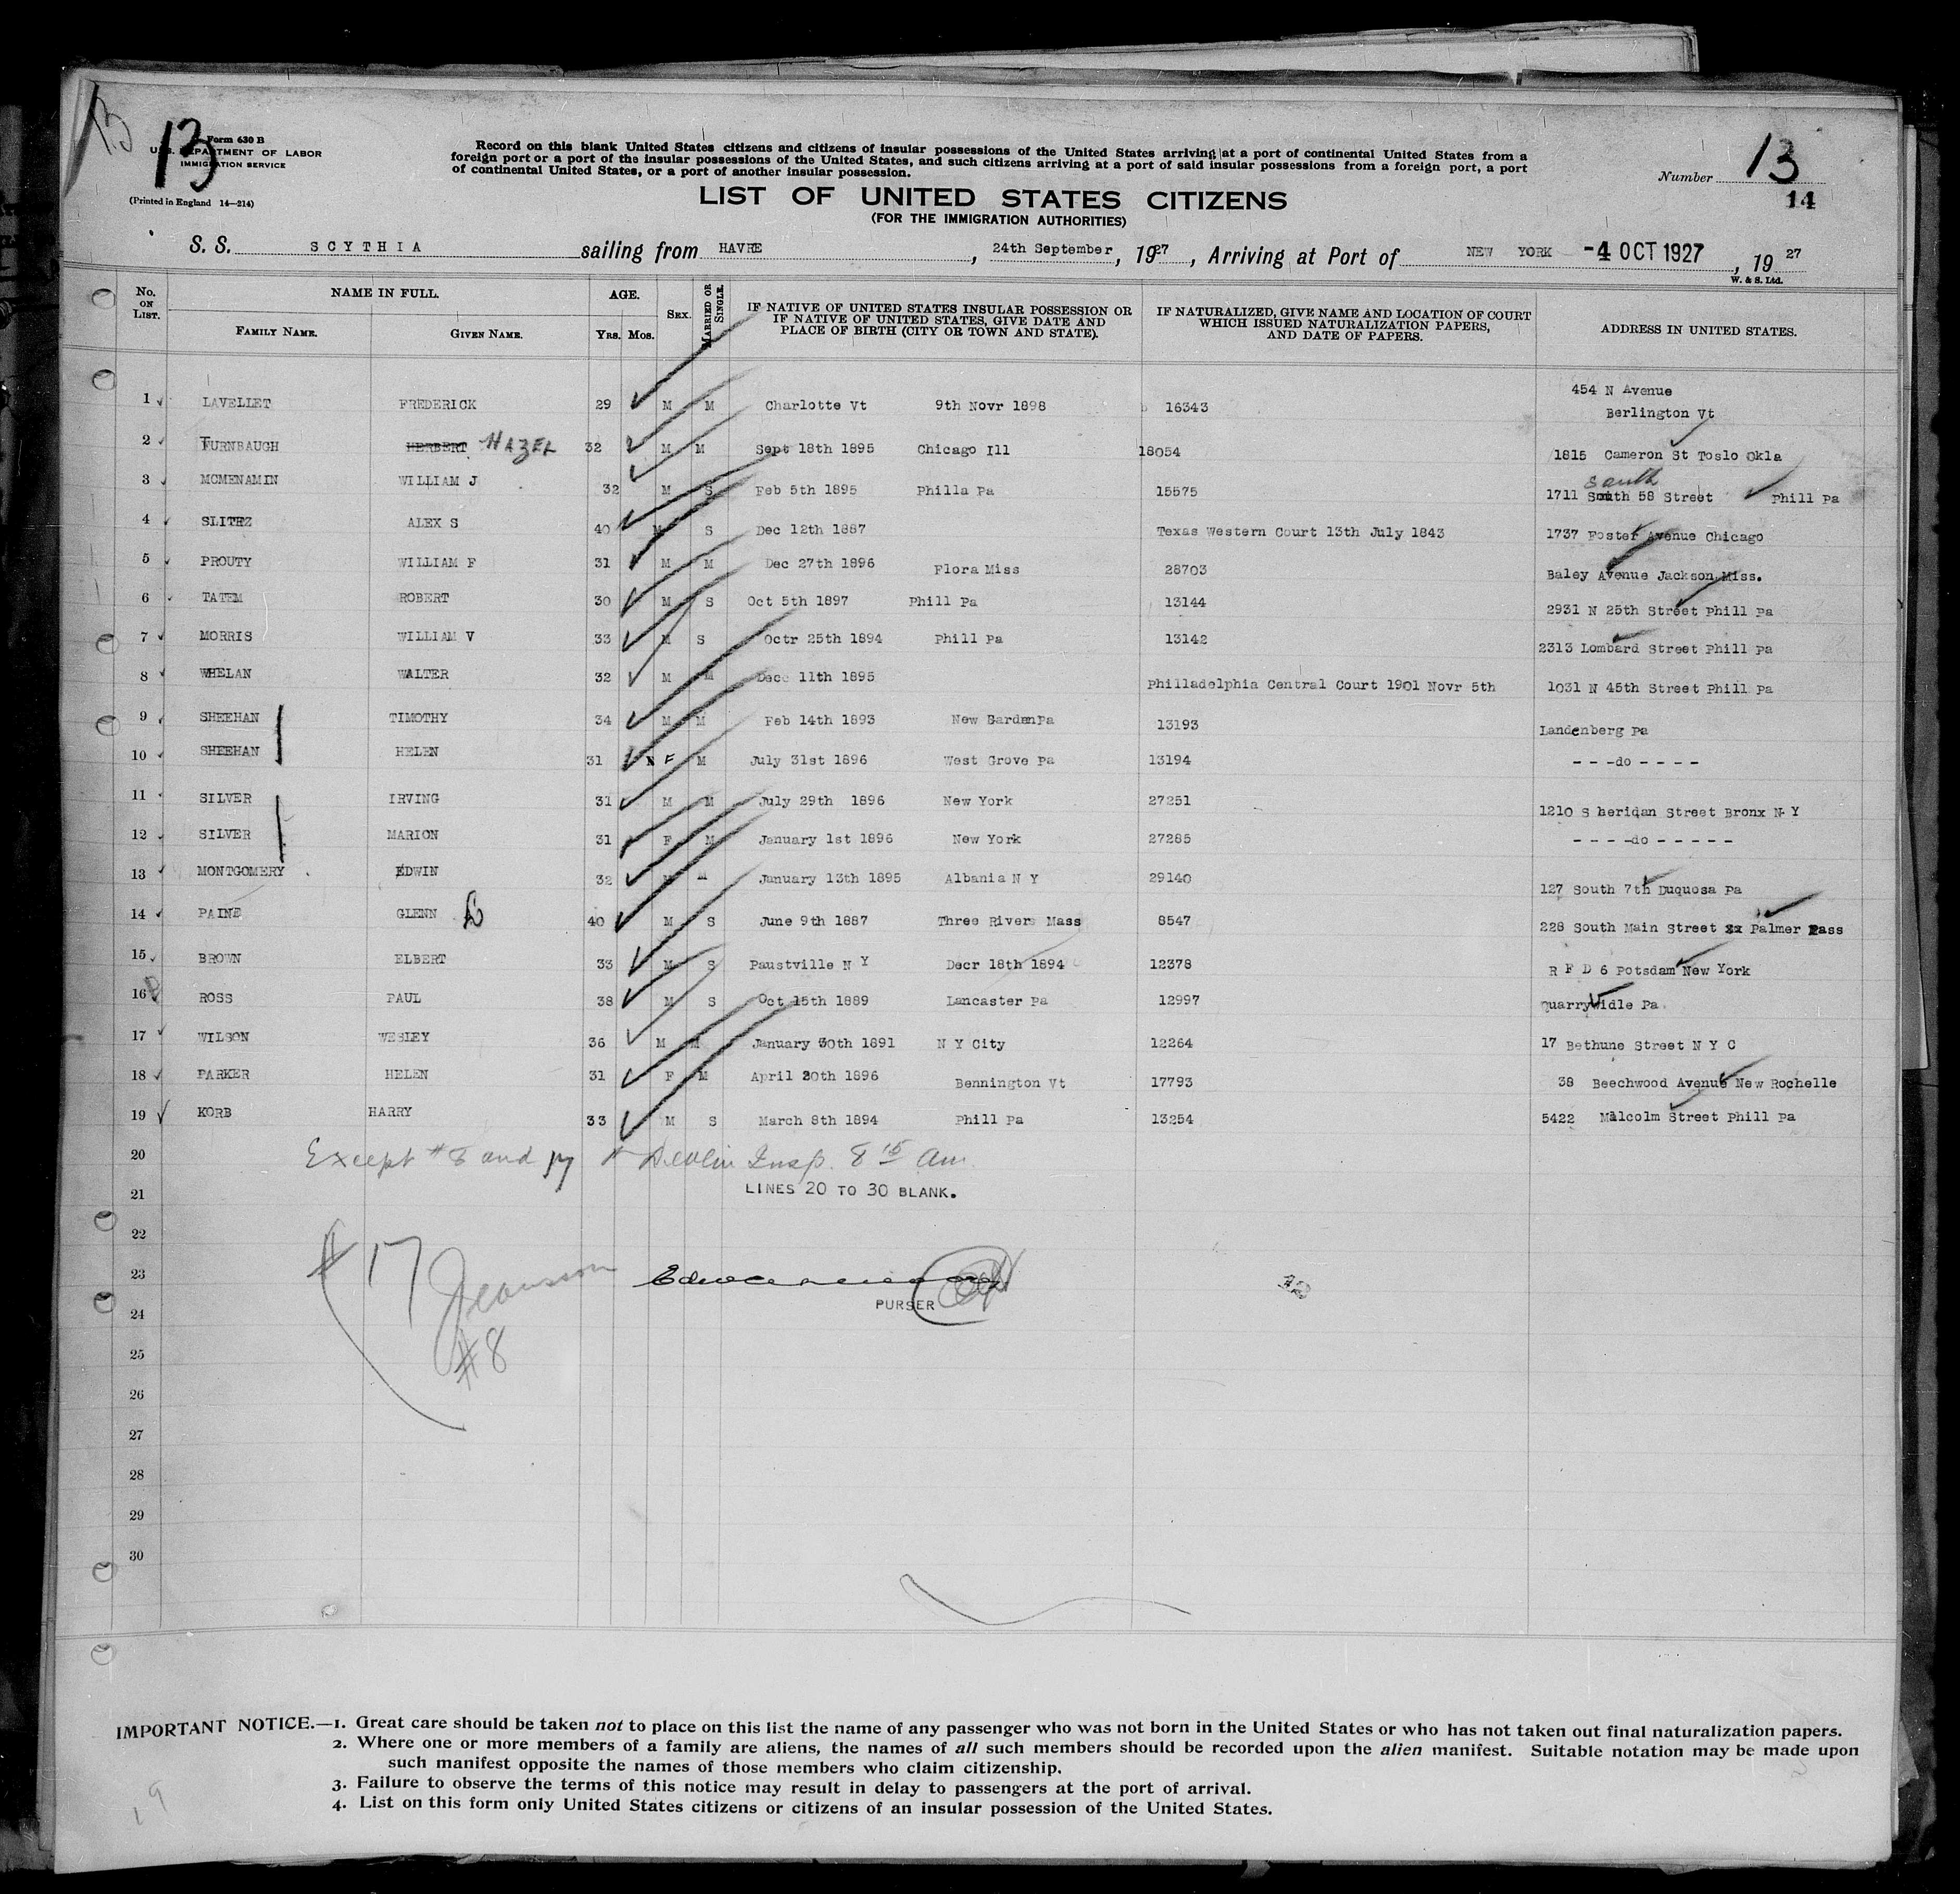 13 13
Form 630 B
U.S. DEPARTMENT OF LABOR
IMMIGRATION SERVICE
(Printed in England 14—214)
Record on this blank United States citizens and citizens of insular possessions of the United States arriving at a port of continental United States from a
foreign port or a port of the insular possessions of the United States, and such citizens arriving at a port of said insular possessions from a foreign port, a port
of continental United States, or a port of another insular possession.
Number 13
14
LIST OF UNITED STATES CITIZENS
(FOR THE IMMIGRATION AUTHORITIES)
S. S. SCYTHIA sailing from HAVRE, 24th September, 1927, Arriving at Port of NEW YORK -4 OCT 1927, 1927
W. & S. Ltd.
No. ON LIST. NAME IN FULL. FAMILY NAME. GIVEN NAME. AGE. YRS. MOS. SEX. MARRIED OR SINGLE. IF NATIVE OF UNITED STATES INSULAR POSSESSION OR IF NATIVE OF UNITED STATES, GIVE DATE AND PLACE OF BIRTH (CITY OR TOWN AND STATE). IF NATURALIZED, GIVE NAME AND LOCATION OF COURT WHICH ISSUED NATURALIZATION PAPERS, AND DATE OF PAPERS. ADDRESS IN UNITED STATES.
1 LAVELLET FREDERICK 29 M M Charlotte Vt 9th Novr 1898 16343 454 N Avenue
Berlington Vt
2 TURNBAUGH HERBERT HAZEL 32 M M Sept 18th 1895 Chicago Ill 18054 1815 Cameron St Toslo Okla
3 MCMENAMIN WILLIAM J 32 M S Feb 5th 1895 Philla Pa 15575 1711 South 58 Street Phill Pa
4 SLITEZ ALEX S 40 M S Dec 12th 1887 Texas Western Court 13th July 1843 1737 Foster Avenue Chicago
5 PROUTY WILLIAM F 31 M M Dec 27th 1896 Flora Miss 28703 Baley Avenue Jackson Miss.
6 TATEM ROBERT 30 M S Oct 5th 1897 Phill Pa 13144 2931 N 25th Street Phill Pa
7 MORRIS WILLIAM V 33 M S Octr 25th 1894 Phill Pa 13142 2313 Lombard Street Phill Pa
8 WHELAN WALTER 32 M M Dec 11th 1895 Philladelphia Central Court 1901 Novr 5th 1031 N 45th Street Phill Pa
9 SHEEHAN TIMOTHY 34 M M Feb 14th 1893 New GardenPa 13193 Landenberg Pa
10 SHEEHAN HELEN 31 F M July 31st 1896 West Grove Pa 13194 - - -do - - - -
11 SILVER IRVING 31 M M July 29th 1896 New York 27251 1210 S heridan Street Bronx N Y
12 SILVER MARION 31 F M January 1st 1896 New York 27285 - - - -do - - - - -
13 MONTGOMERY EDWIN 32 M M January 13th 1895 Albania N Y 29140 127 South 7th Duquosa Pa
14 PAINE GLENN D 40 M S June 9th 1887 Three Rivers Mass 8547 228 South Main Street Palmer Pass
15 BROWN ELBERT 33 M S Paustville N Y Decr 18th 1894 12378 R F D 6 Potsdam New York
16 ROSS PAUL 38 M S Oct 15th 1889 Lancaster Pa 12997 Quarrywidle Pa
17 WILSON WESLEY 36 M M January 30th 1891 N Y City 12264 17 Bethune Street N Y C
18 PARKER HELEN 31 F M April 20th 1896 Bennington Vt 17793 38 Beechwood Avenue New Rochelle
19 KORB HARRY 33 M S March 8th 1894 Phill Pa 13254 5422 Malcolm Street Phill Pa
20 Except #8 and 17 Insp. 8 15 Am
21 LINES 20 TO 30 BLANK.
22
23 #17
24 PURSER
25 #8
26
27
28
29
30
IMPORTANT NOTICE.—1. Great care should be taken not to place on this list the name of any passenger who was not born in the United States or who has not taken out final naturalization papers.
2. Where one or more members of a family are aliens, the names of all such members should be recorded upon the alien manifest. Suitable notation may be made upon
such manifest opposite the names of those members who claim citizenship.
3. Failure to observe the terms of this notice may result in delay to passengers at the port of arrival.
4. List on this form only United States citizens or citizens of an insular possession of the United States.
19